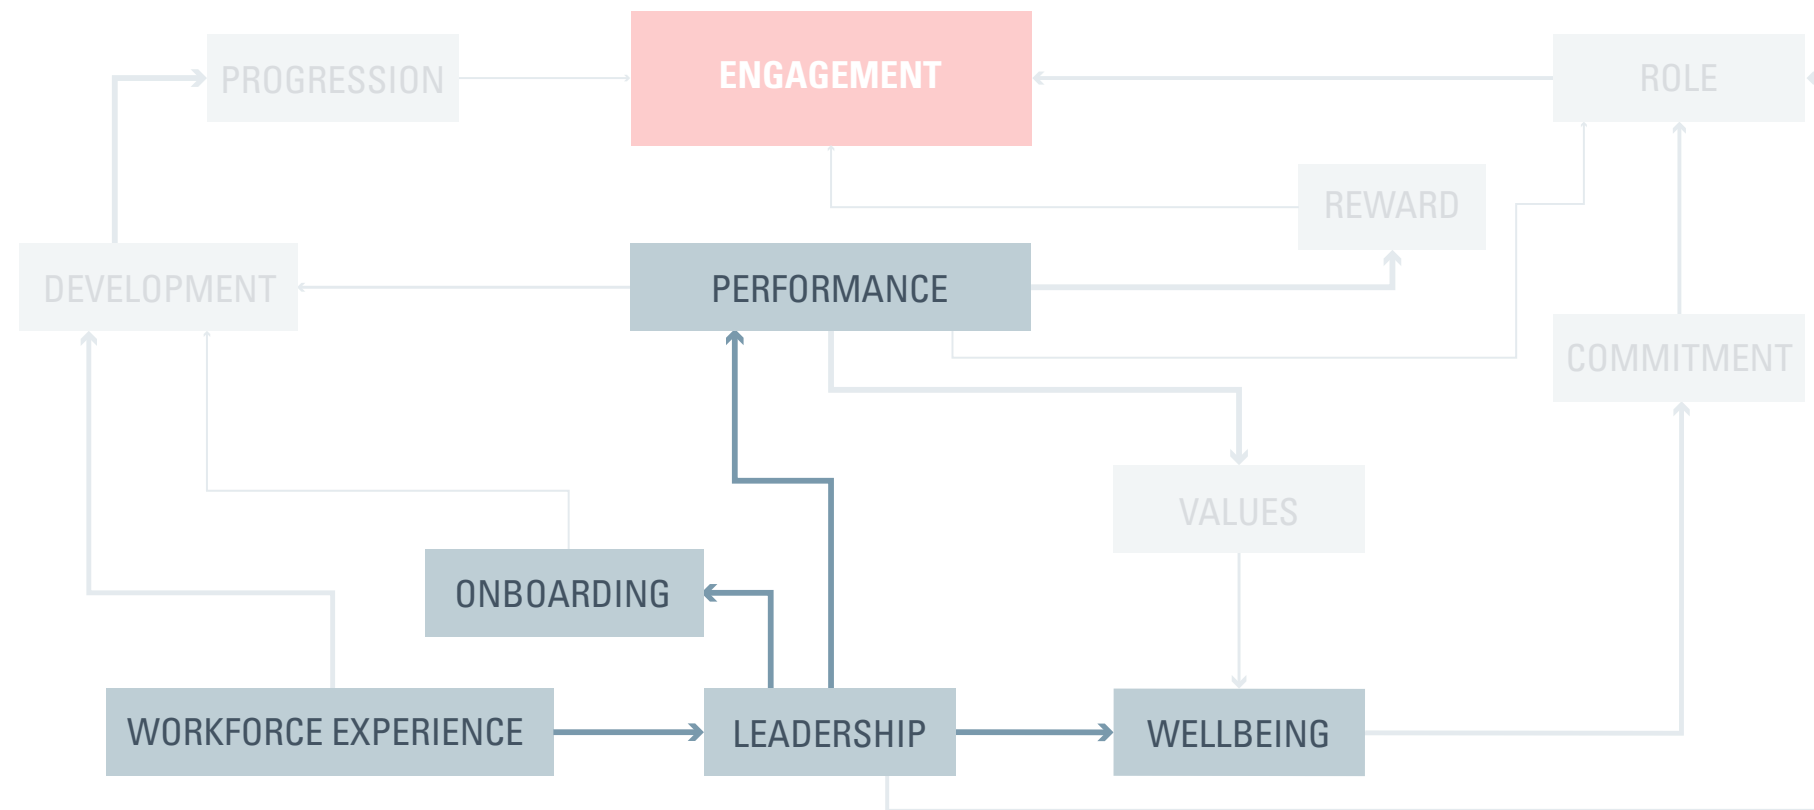 PROGRESSION
ENGAGEMENT
ROLE
REWARD
DEVELOPMENT
PERFORMANCE
COMMITMENT
VALUES
ONBOARDING
WORKFORCE EXPERIENCE
LEADERSHIP
WELLBEING